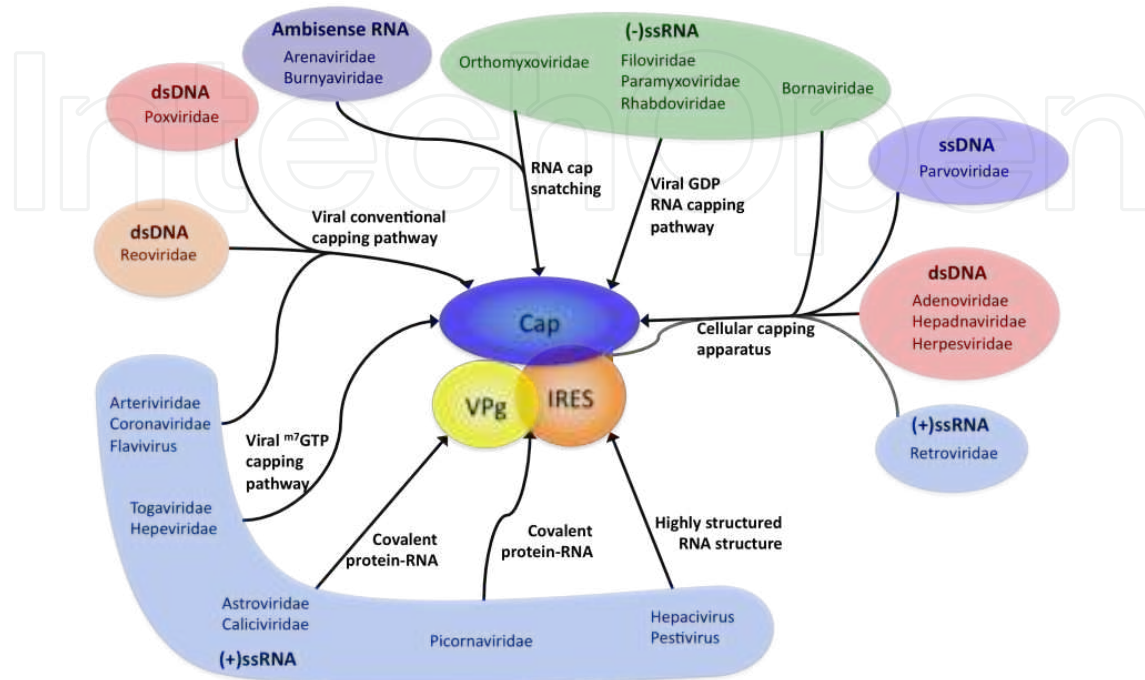 IntechOpen
Ambisense RNA
Arenaviridae
Burnyaviridae
(-)ssRNA
Orthomyxoviridae
Filoviridae
Paramyxoviridae
Rhabdoviridae
Bornaviridae
dsDNA
Poxviridae
ssDNA
Parvoviridae
RNA cap
snatching
Viral GDP
RNA capping
pathway
Viral conventional
capping pathway
dsDNA
Reoviridae
dsDNA
Adenoviridae
Hepadnaviridae
Herpesviridae
Cap
Cellular capping
apparatus
VPg
IRES
Arteriviridae
Coronaviridae
Flavivirus
Viral m7GTP
capping
pathway
(+)ssRNA
Retroviridae
Togaviridae
Hepeviridae
Covalent
protein-RNA
Covalent
protein-RNA
Highly structured
RNA structure
Astroviridae
Caliciviridae
(+)ssRNA
Picornaviridae
Hepacivirus
Pestivirus